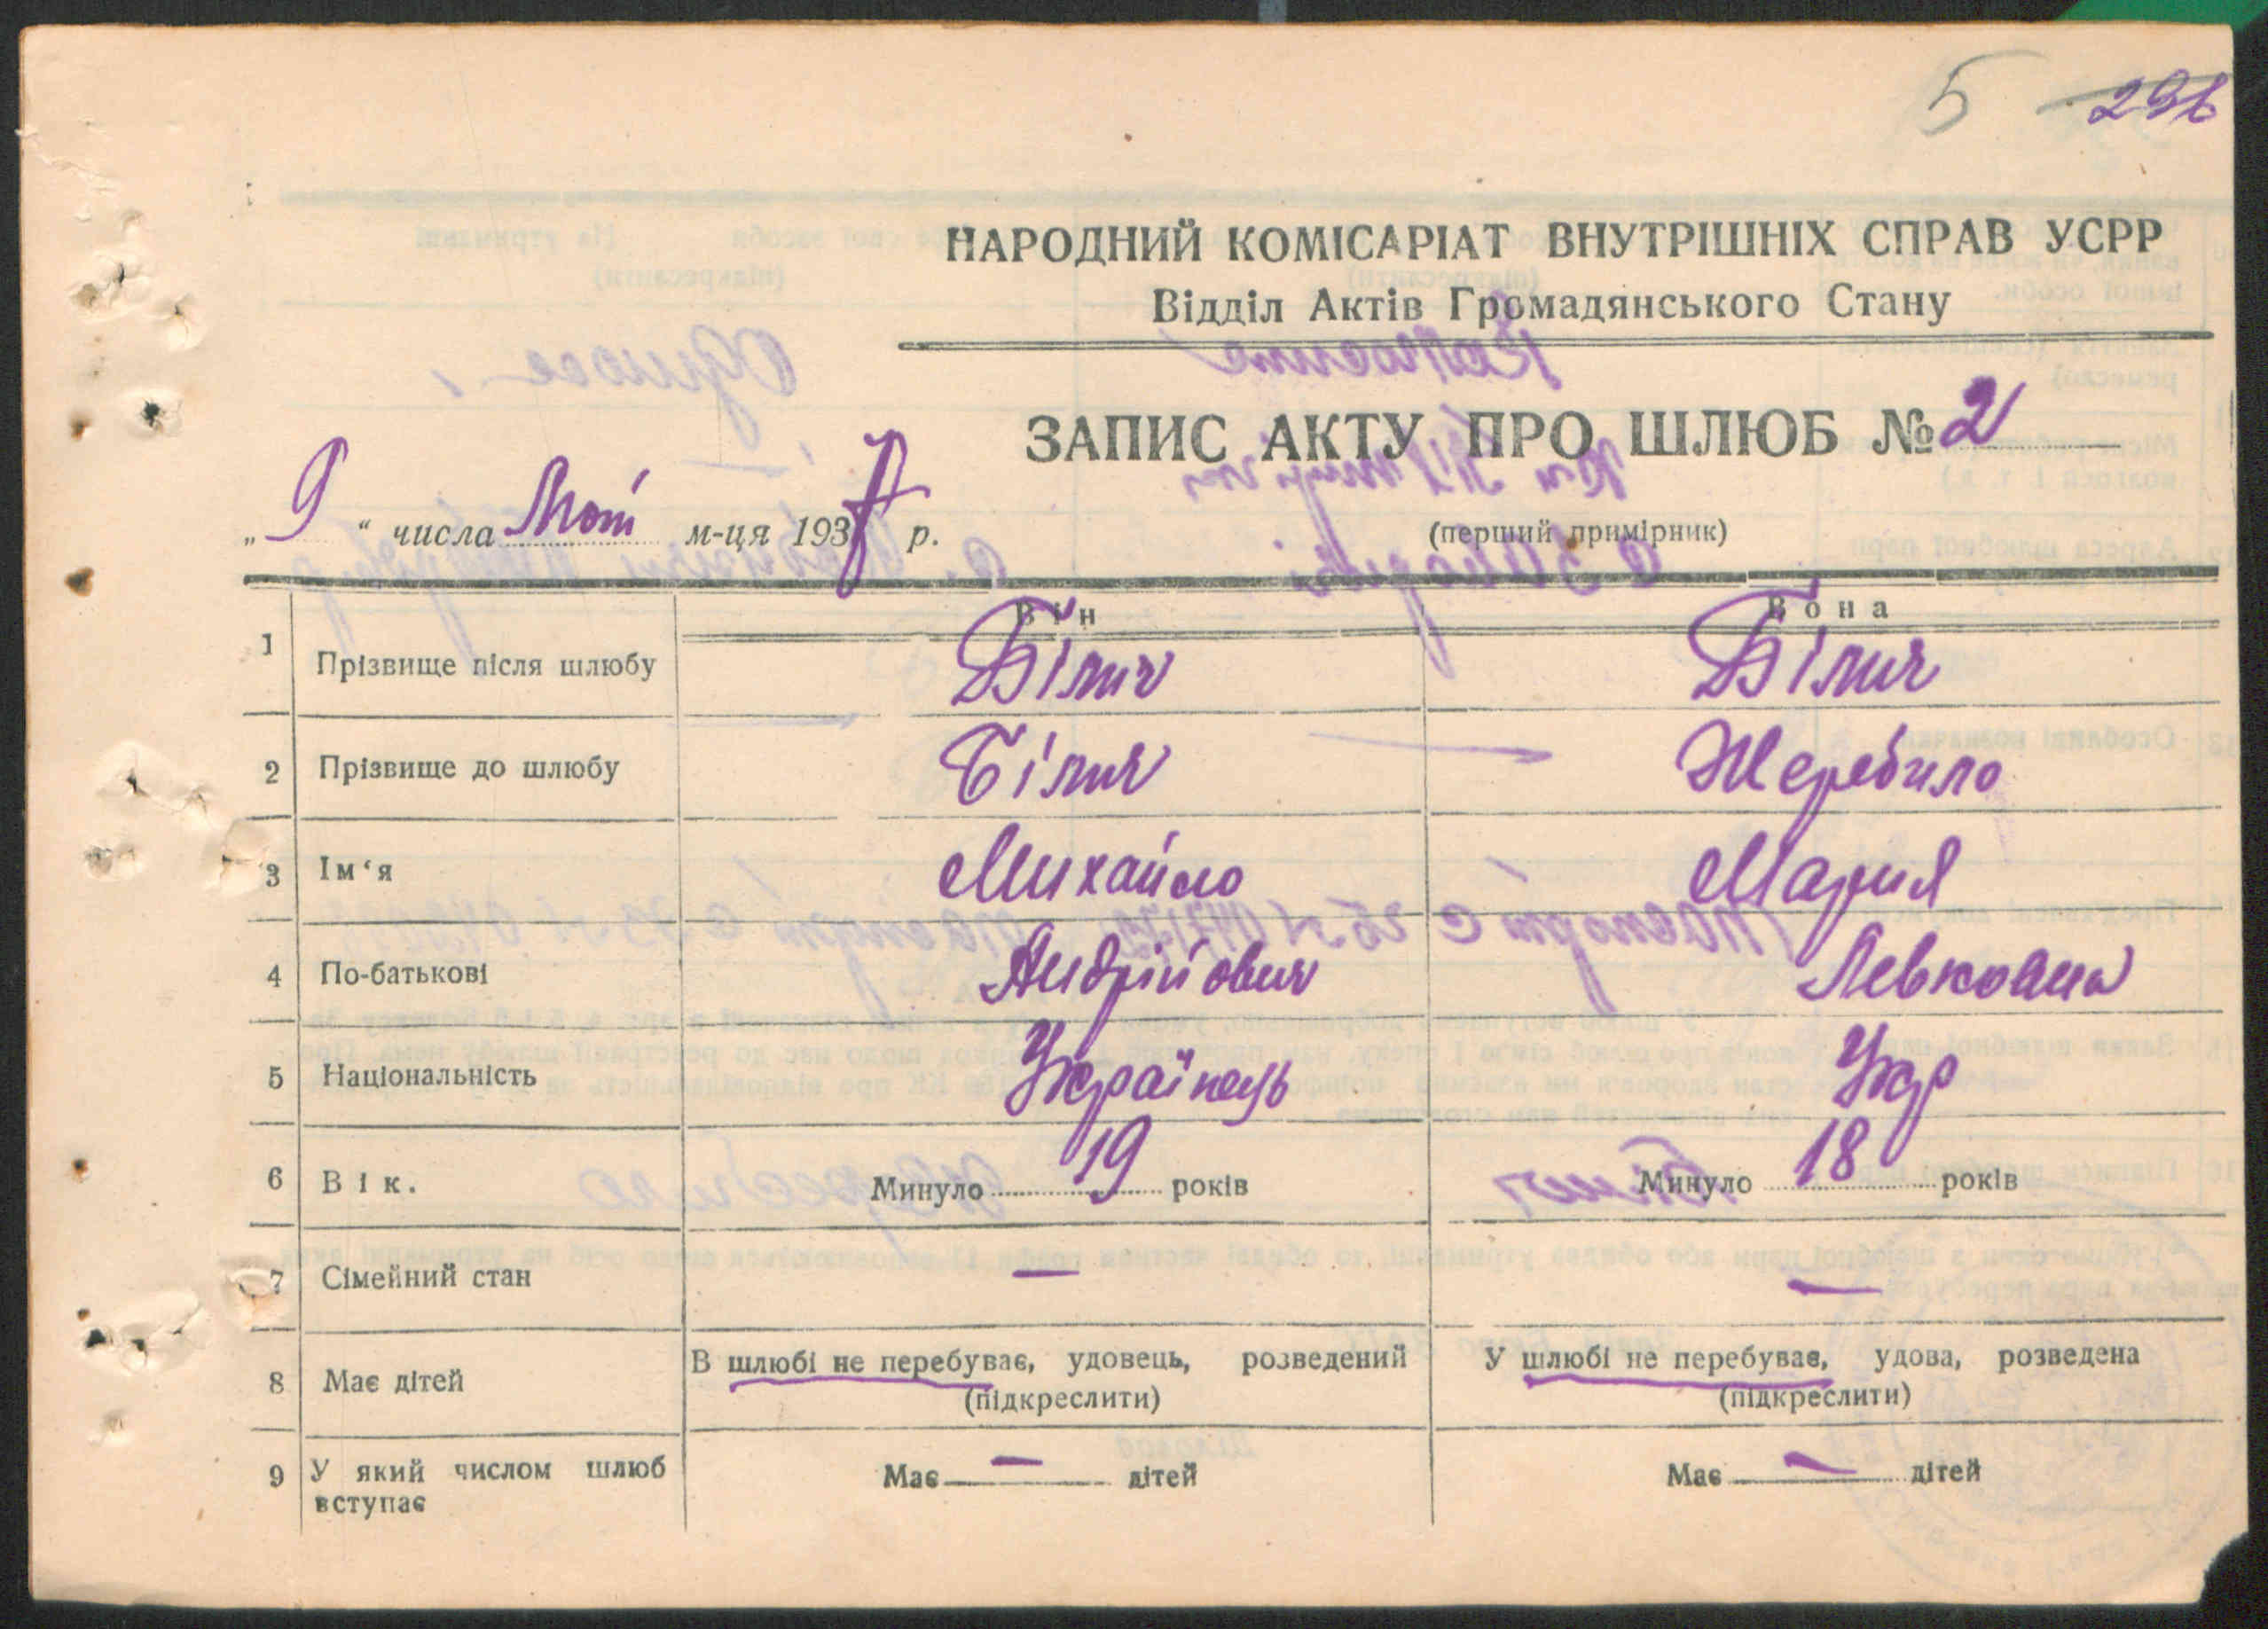 5 296
НАРОДНИЙ КОМІСАРІАТ ВНУТРІШНІХ СПРАВ УСРР
Відділ Актів Громадянського Стану
ЗАПИС АКТУ ПРО ШЛЮБ № 2
„ 9 “ числа Мая м-ця 1937 р. (перший примірник)
Він Вона
1 Прізвище після шлюбу Білич Білич
2 Прізвище до шлюбу Білич Жеребило
3 Ім‘я Михайло Мария
4 По-батькові Андрійович Левковна
5 Національність Українець Укр
6 Вік. Минуло 19 років Минуло 18 років
7 Сімейний стан — —
8 Має дітей В шлюбі не перебуває, удовець, розведений У шлюбі не перебуває, удова, розведена
(підкреслити) (підкреслити)
9 У який числом шлюб Має — дітей Має — дітей
вступає